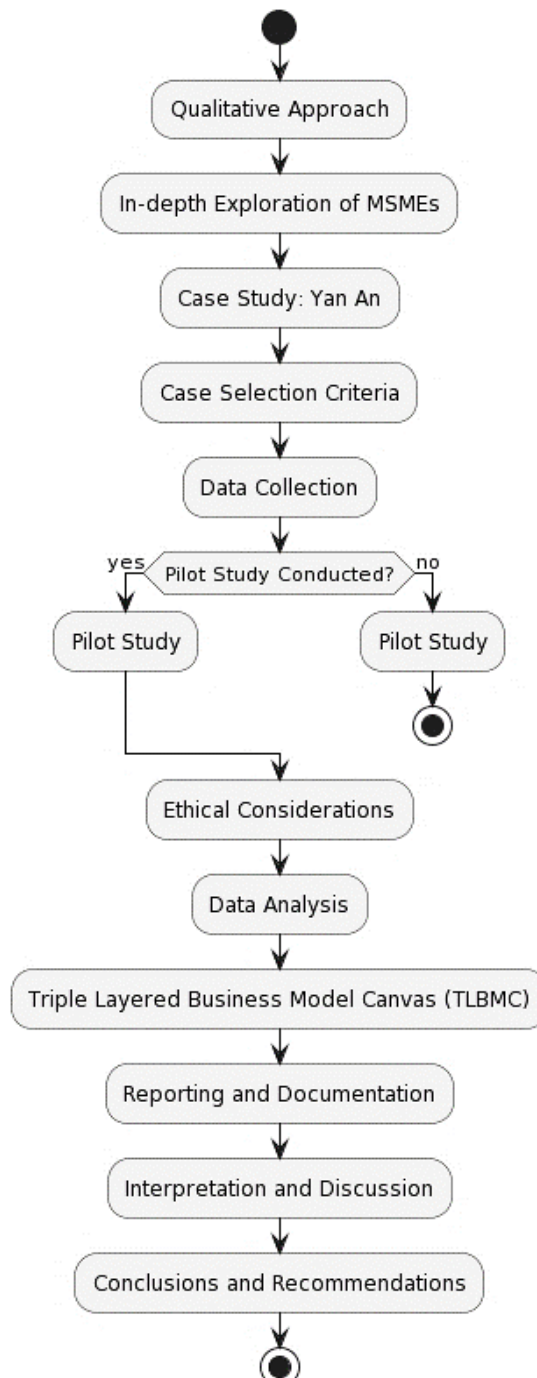 Qualitative Approach
In-depth Exploration of MSMEs
Case Study: Yan An
Case Selection Criteria
Data Collection
yes
Pilot Study Conducted?
no
Pilot Study
Pilot Study
Ethical Considerations
Data Analysis
Triple Layered Business Model Canvas (TLBMC)
Reporting and Documentation
Interpretation and Discussion
Conclusions and Recommendations